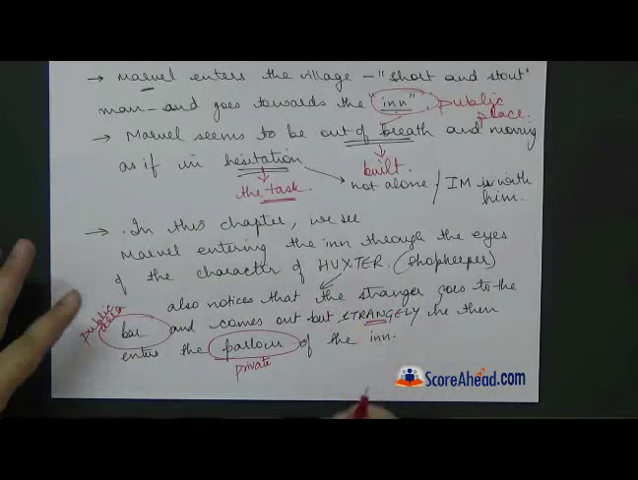 → Marvel enters the village - "short and stout"
man - and goes towards the "inn". public
place.
→ Marvel seems to be out of breath and moving
as if in hesitation built.
the task. not alone / IM is with
him.
→ . In this chapter, we see
Marvel entering the inn through the eyes
of the character of HUXTER. (shopkeeper)
also notices that the stranger goes to the
public area
bar and comes out but STRANGELY he then
enter the parlour of the inn.
private
ScoreAhead.com